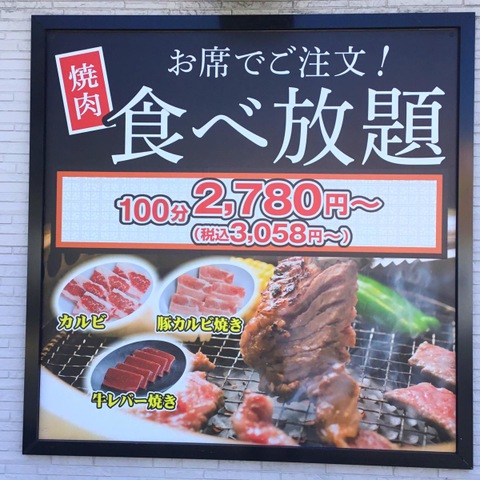 焼肉
お席でご注文!
食べ放題
100分2,780円〜
(税込3,058円〜)
カルビ
豚カルビ焼き
牛レバー焼き